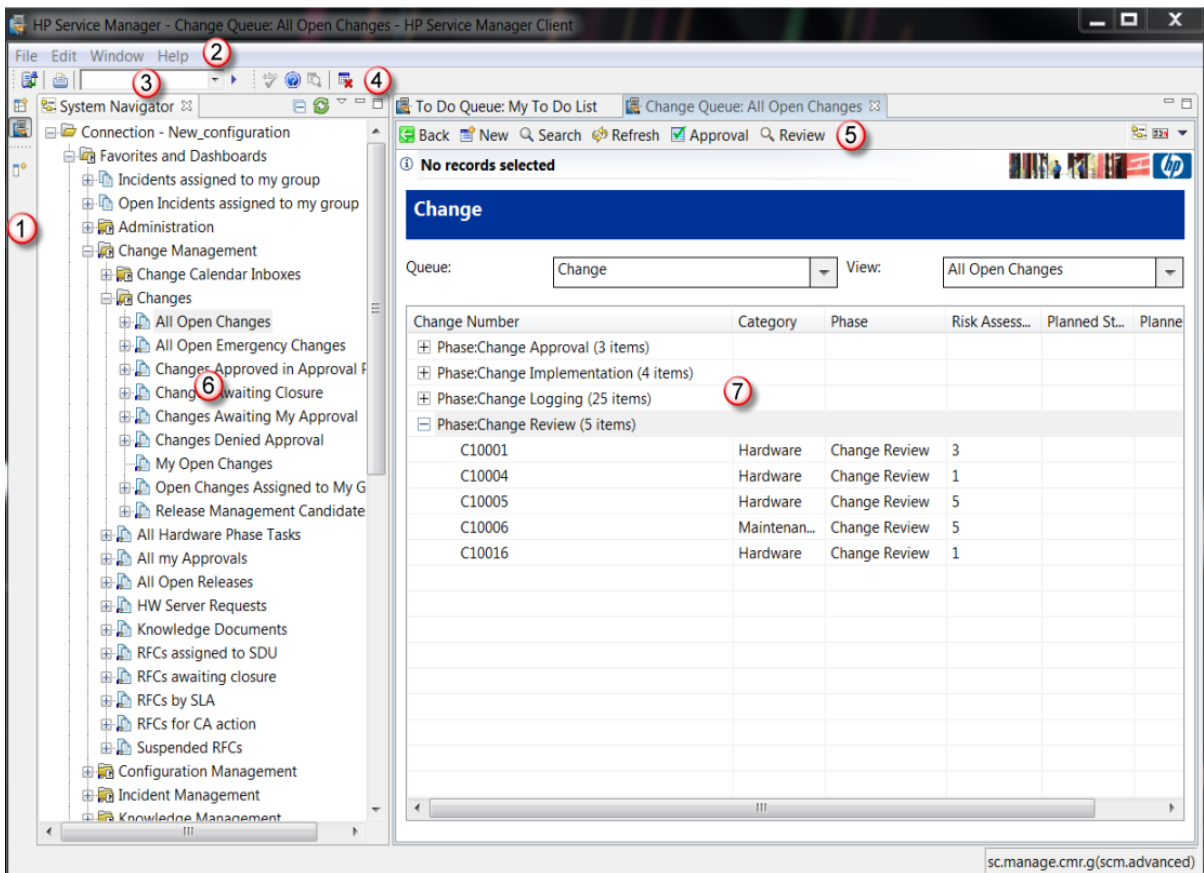 HP Service Manager - Change Queue: All Open Changes - HP Service Manager Client
File Edit Window Help 2
3 abc 4
System Navigator
1
Connection - New_configuration
Favorites and Dashboards
Incidents assigned to my group
Open Incidents assigned to my group
Administration
Change Management
Change Calendar Inboxes
Changes
All Open Changes
All Open Emergency Changes
Changes Approved in Approval P
Chang 6 waiting Closure
Changes Awaiting My Approval
Changes Denied Approval
My Open Changes
Open Changes Assigned to My G
Release Management Candidate
All Hardware Phase Tasks
All my Approvals
All Open Releases
HW Server Requests
Knowledge Documents
RFCs assigned to SDU
RFCs awaiting closure
RFCs by SLA
RFCs for CA action
Suspended RFCs
Configuration Management
Incident Management
Knowledge Management
To Do Queue: My To Do List Change Queue: All Open Changes
Back New Search Refresh Approval Review 5
No records selected
hp
Change
Queue: Change View: All Open Changes
Change Number Category Phase Risk Assess... Planned St... Planne
Phase:Change Approval (3 items)
Phase:Change Implementation (4 items)
7
Phase:Change Logging (25 items)
Phase:Change Review (5 items)
C10001 Hardware Change Review 3
C10004 Hardware Change Review 1
C10005 Hardware Change Review 5
C10006 Maintenan... Change Review 5
C10016 Hardware Change Review 1
sc.manage.cmr.g(scm.advanced)